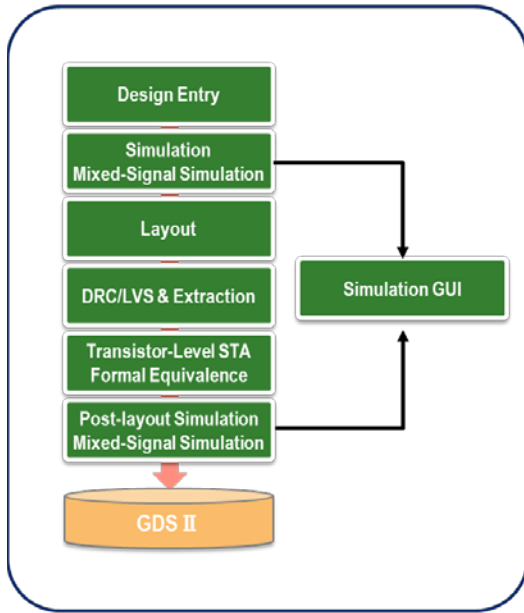 Design Entry
Simulation
Mixed-Signal Simulation
Layout
DRC/LVS & Extraction
Transistor-Level STA
Formal Equivalence
Post-layout Simulation
Mixed-Signal Simulation
GDS Ⅱ
Simulation GUI